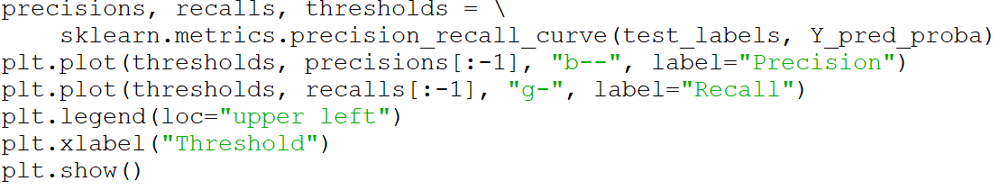 precisions, recalls, thresholds = \
    sklearn.metrics.precision_recall_curve(test_labels, Y_pred_proba)
plt.plot(thresholds, precisions[:-1], "b--", label="Precision")
plt.plot(thresholds, recalls[:-1], "g-", label="Recall")
plt.legend(loc="upper left")
plt.xlabel("Threshold")
plt.show()